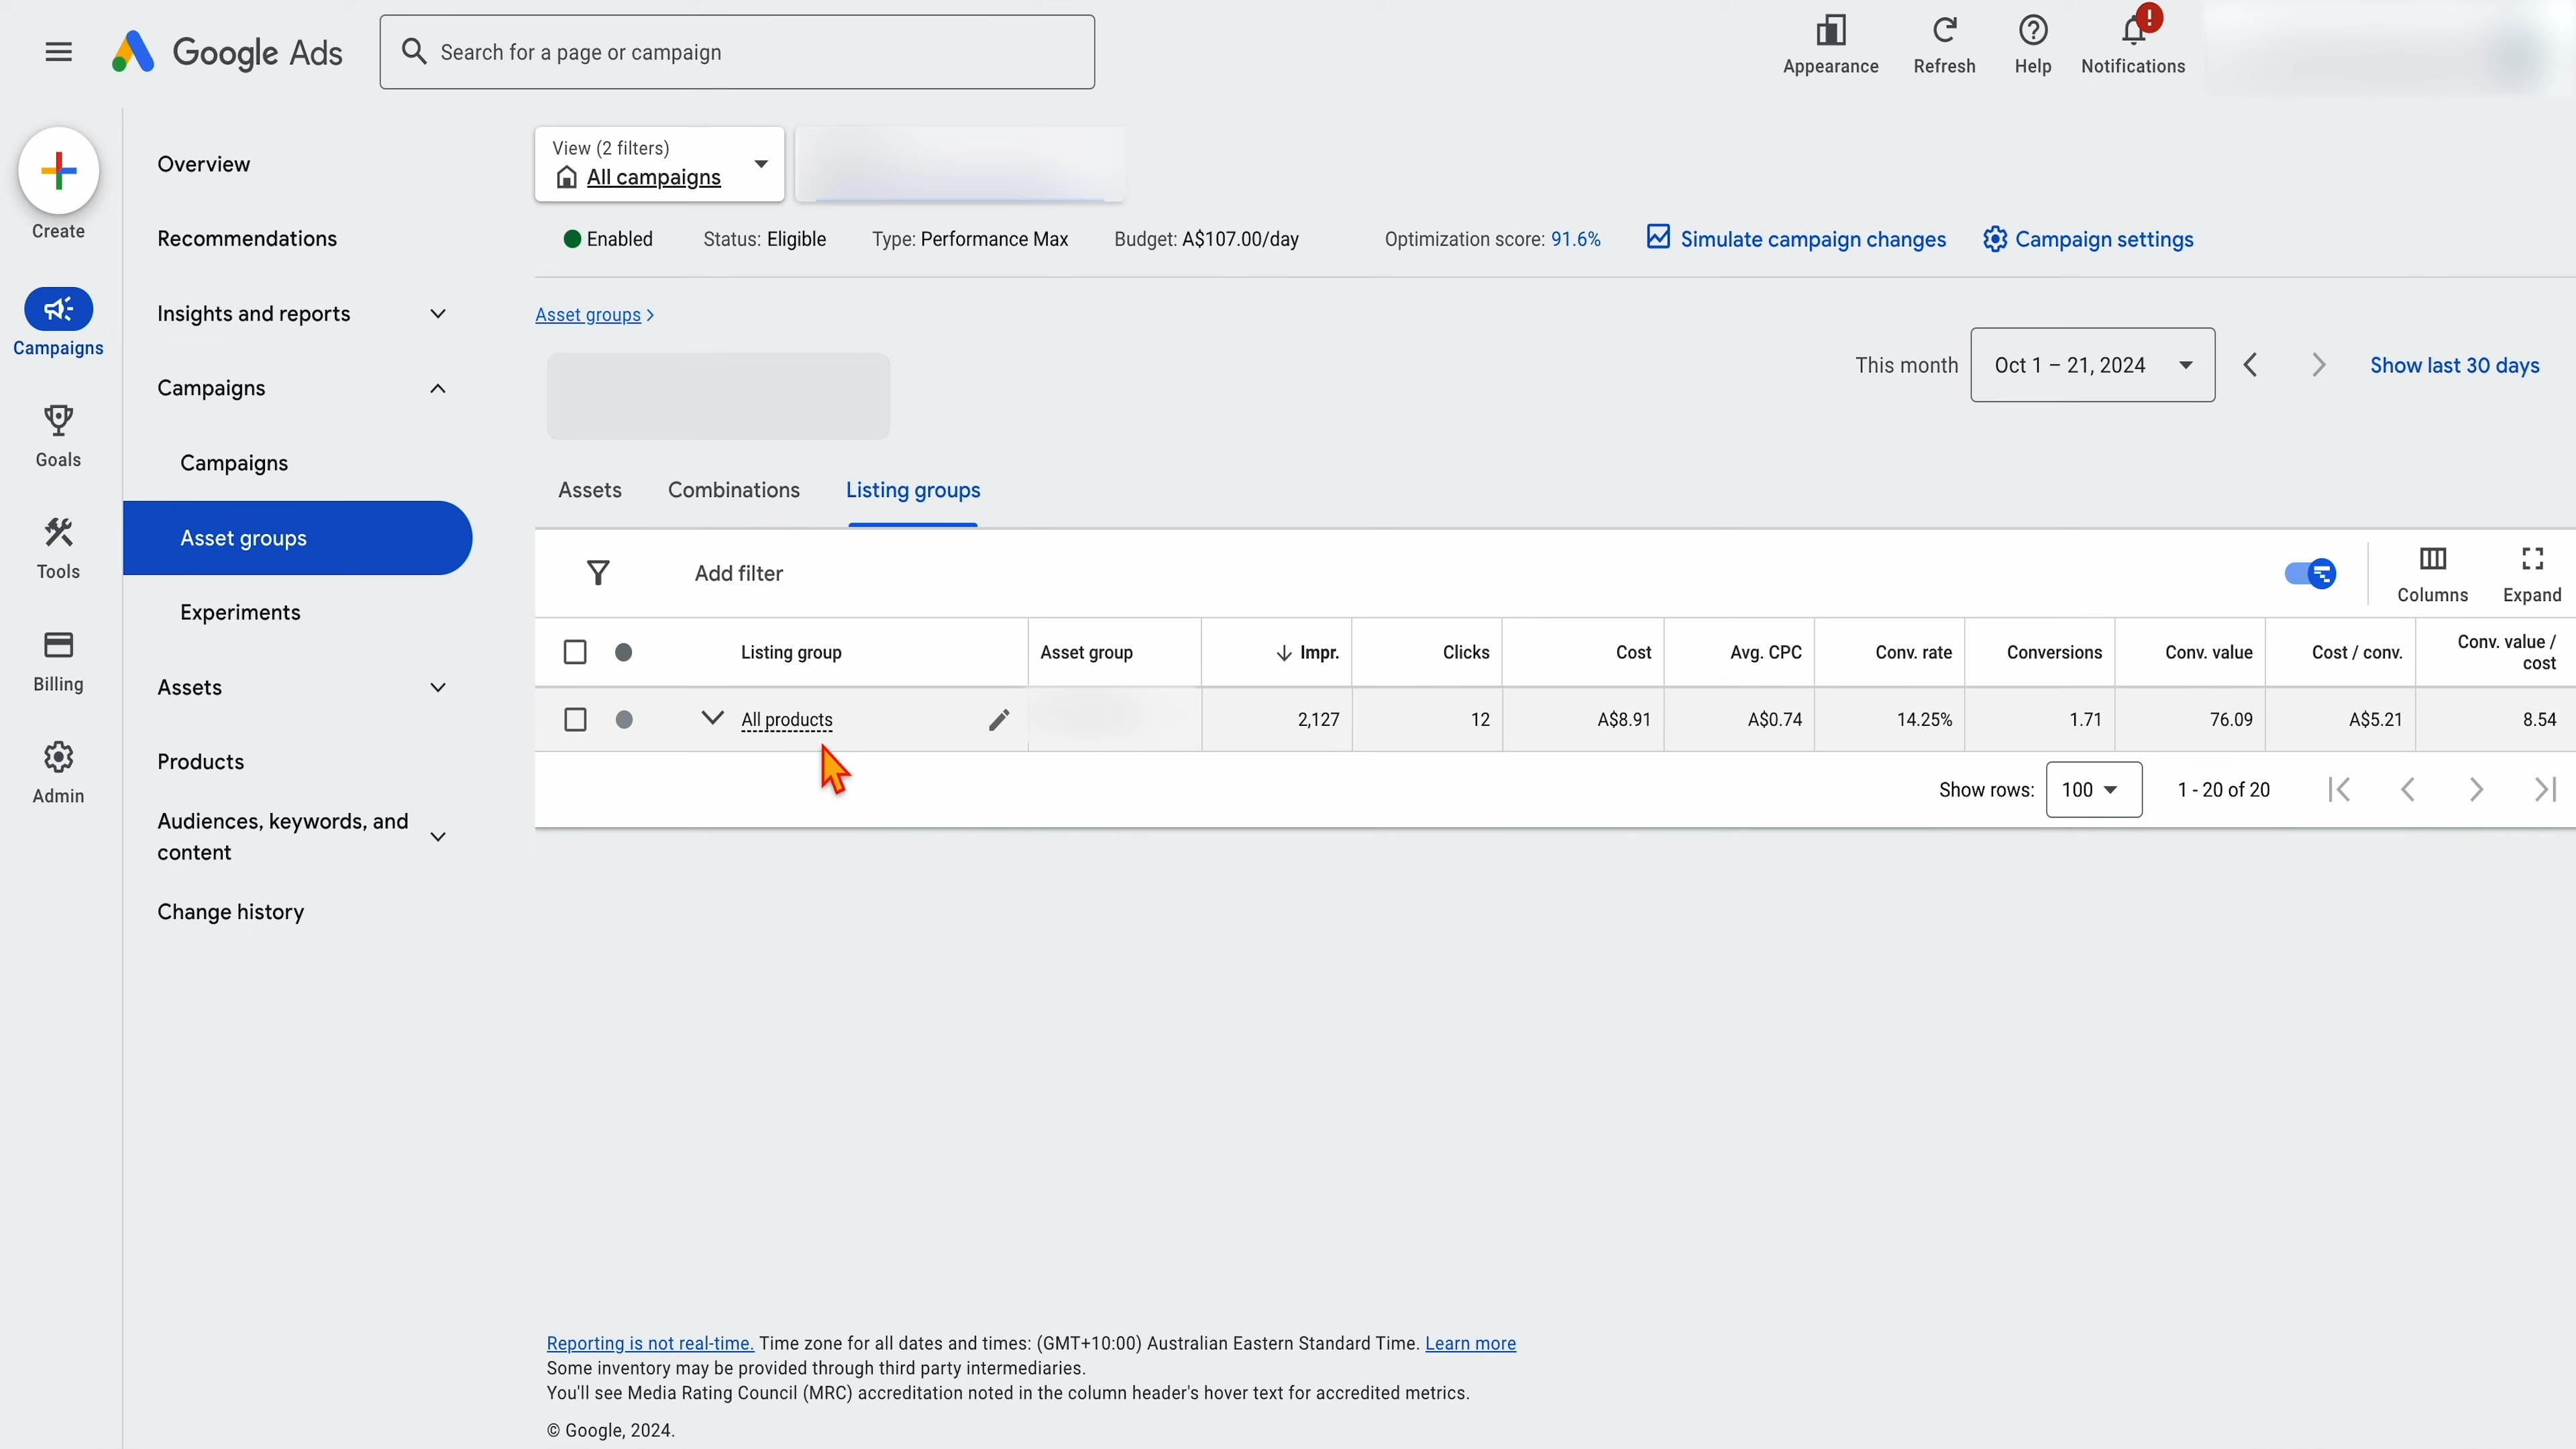 Google Ads
Search for a page or campaign
Appearance
Refresh
Help
!
Notifications
Create
Campaigns
Goals
Tools
Billing
Admin
Overview
Recommendations
Insights and reports
Campaigns
Campaigns
Asset groups
Experiments
Assets
Products
Audiences, keywords, and
content
Change history
View (2 filters)
All campaigns
Enabled Status: Eligible Type: Performance Max Budget: A$107.00/day Optimization score: 91.6% Simulate campaign changes Campaign settings
Asset groups
This month Oct 1 – 21, 2024 Show last 30 days
Assets Combinations Listing groups
Add filter
Columns
Expand
Listing group Asset group Impr. Clicks Cost Avg. CPC Conv. rate Conversions Conv. value Cost / conv. Conv. value /
cost
All products 2,127 12 A$8.91 A$0.74 14.25% 1.71 76.09 A$5.21 8.54
Show rows: 100 1 - 20 of 20
Reporting is not real-time. Time zone for all dates and times: (GMT+10:00) Australian Eastern Standard Time. Learn more
Some inventory may be provided through third party intermediaries.
You'll see Media Rating Council (MRC) accreditation noted in the column header's hover text for accredited metrics.
© Google, 2024.